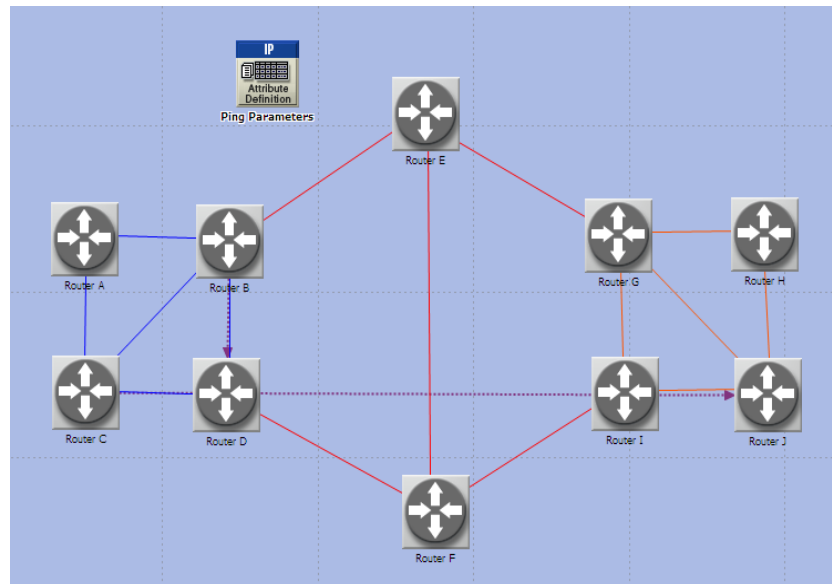 IP
Attribute
Definition
Ping Parameters
Router E
Router A
Router B
Router G
Router H
Router C
Router D
Router I
Router J
Router F